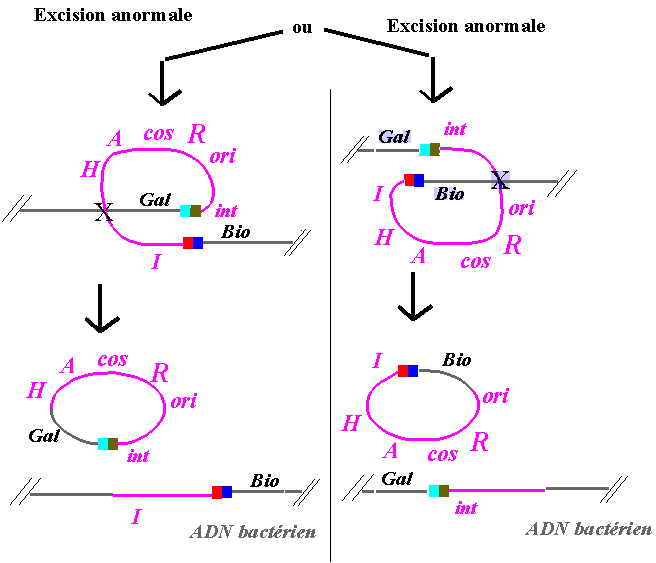 Excision anormale
ou
Excision anormale
A
cos
R
H
ori
Gal
int
Bio
I
Gal
int
I
Bio
X
ori
H
A
cos
R
X
A
cos
R
H
ori
Gal
int
I
Bio
ADN bactérien
I
Bio
ori
H
A
cos
R
Gal
int
ADN bactérien